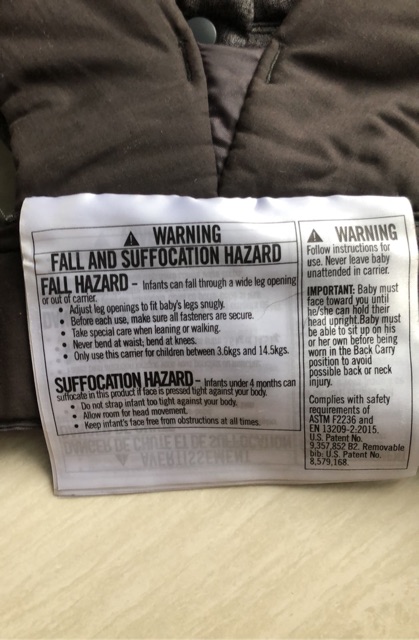 WARNING
FALL AND SUFFOCATION HAZARD
FALL HAZARD - Infants can fall through a wide leg opening
or out of carrier.
• Adjust leg openings to fit baby's legs snugly.
• Before each use, make sure all fasteners are secure.
• Take special care when leaning or walking.
• Never bend at waist; bend at knees.
• Only use this carrier for children between 3.6kgs and 14.5kgs.
SUFFOCATION HAZARD - Infants under 4 months can
suffocate in this product if face is pressed tight against your body.
• Do not strap infant too tight against your body.
• Allow room for head movement.
• Keep infant's face free from obstructions at all times.
WARNING
Follow instructions for
use. Never leave baby
unattended in carrier.
IMPORTANT: Baby must
face toward you until
he/she can hold their
head upright. Baby must
be able to sit up on his
or her own before being
worn in the Back Carry
position to avoid
possible back or neck
injury.
Complies with safety
requirements of
ASTM F2236 and
EN 13209-2:2015.
U.S. Patent No.
9,357,852 B2. Removable
bib: U.S. Patent No.
8,579,168.